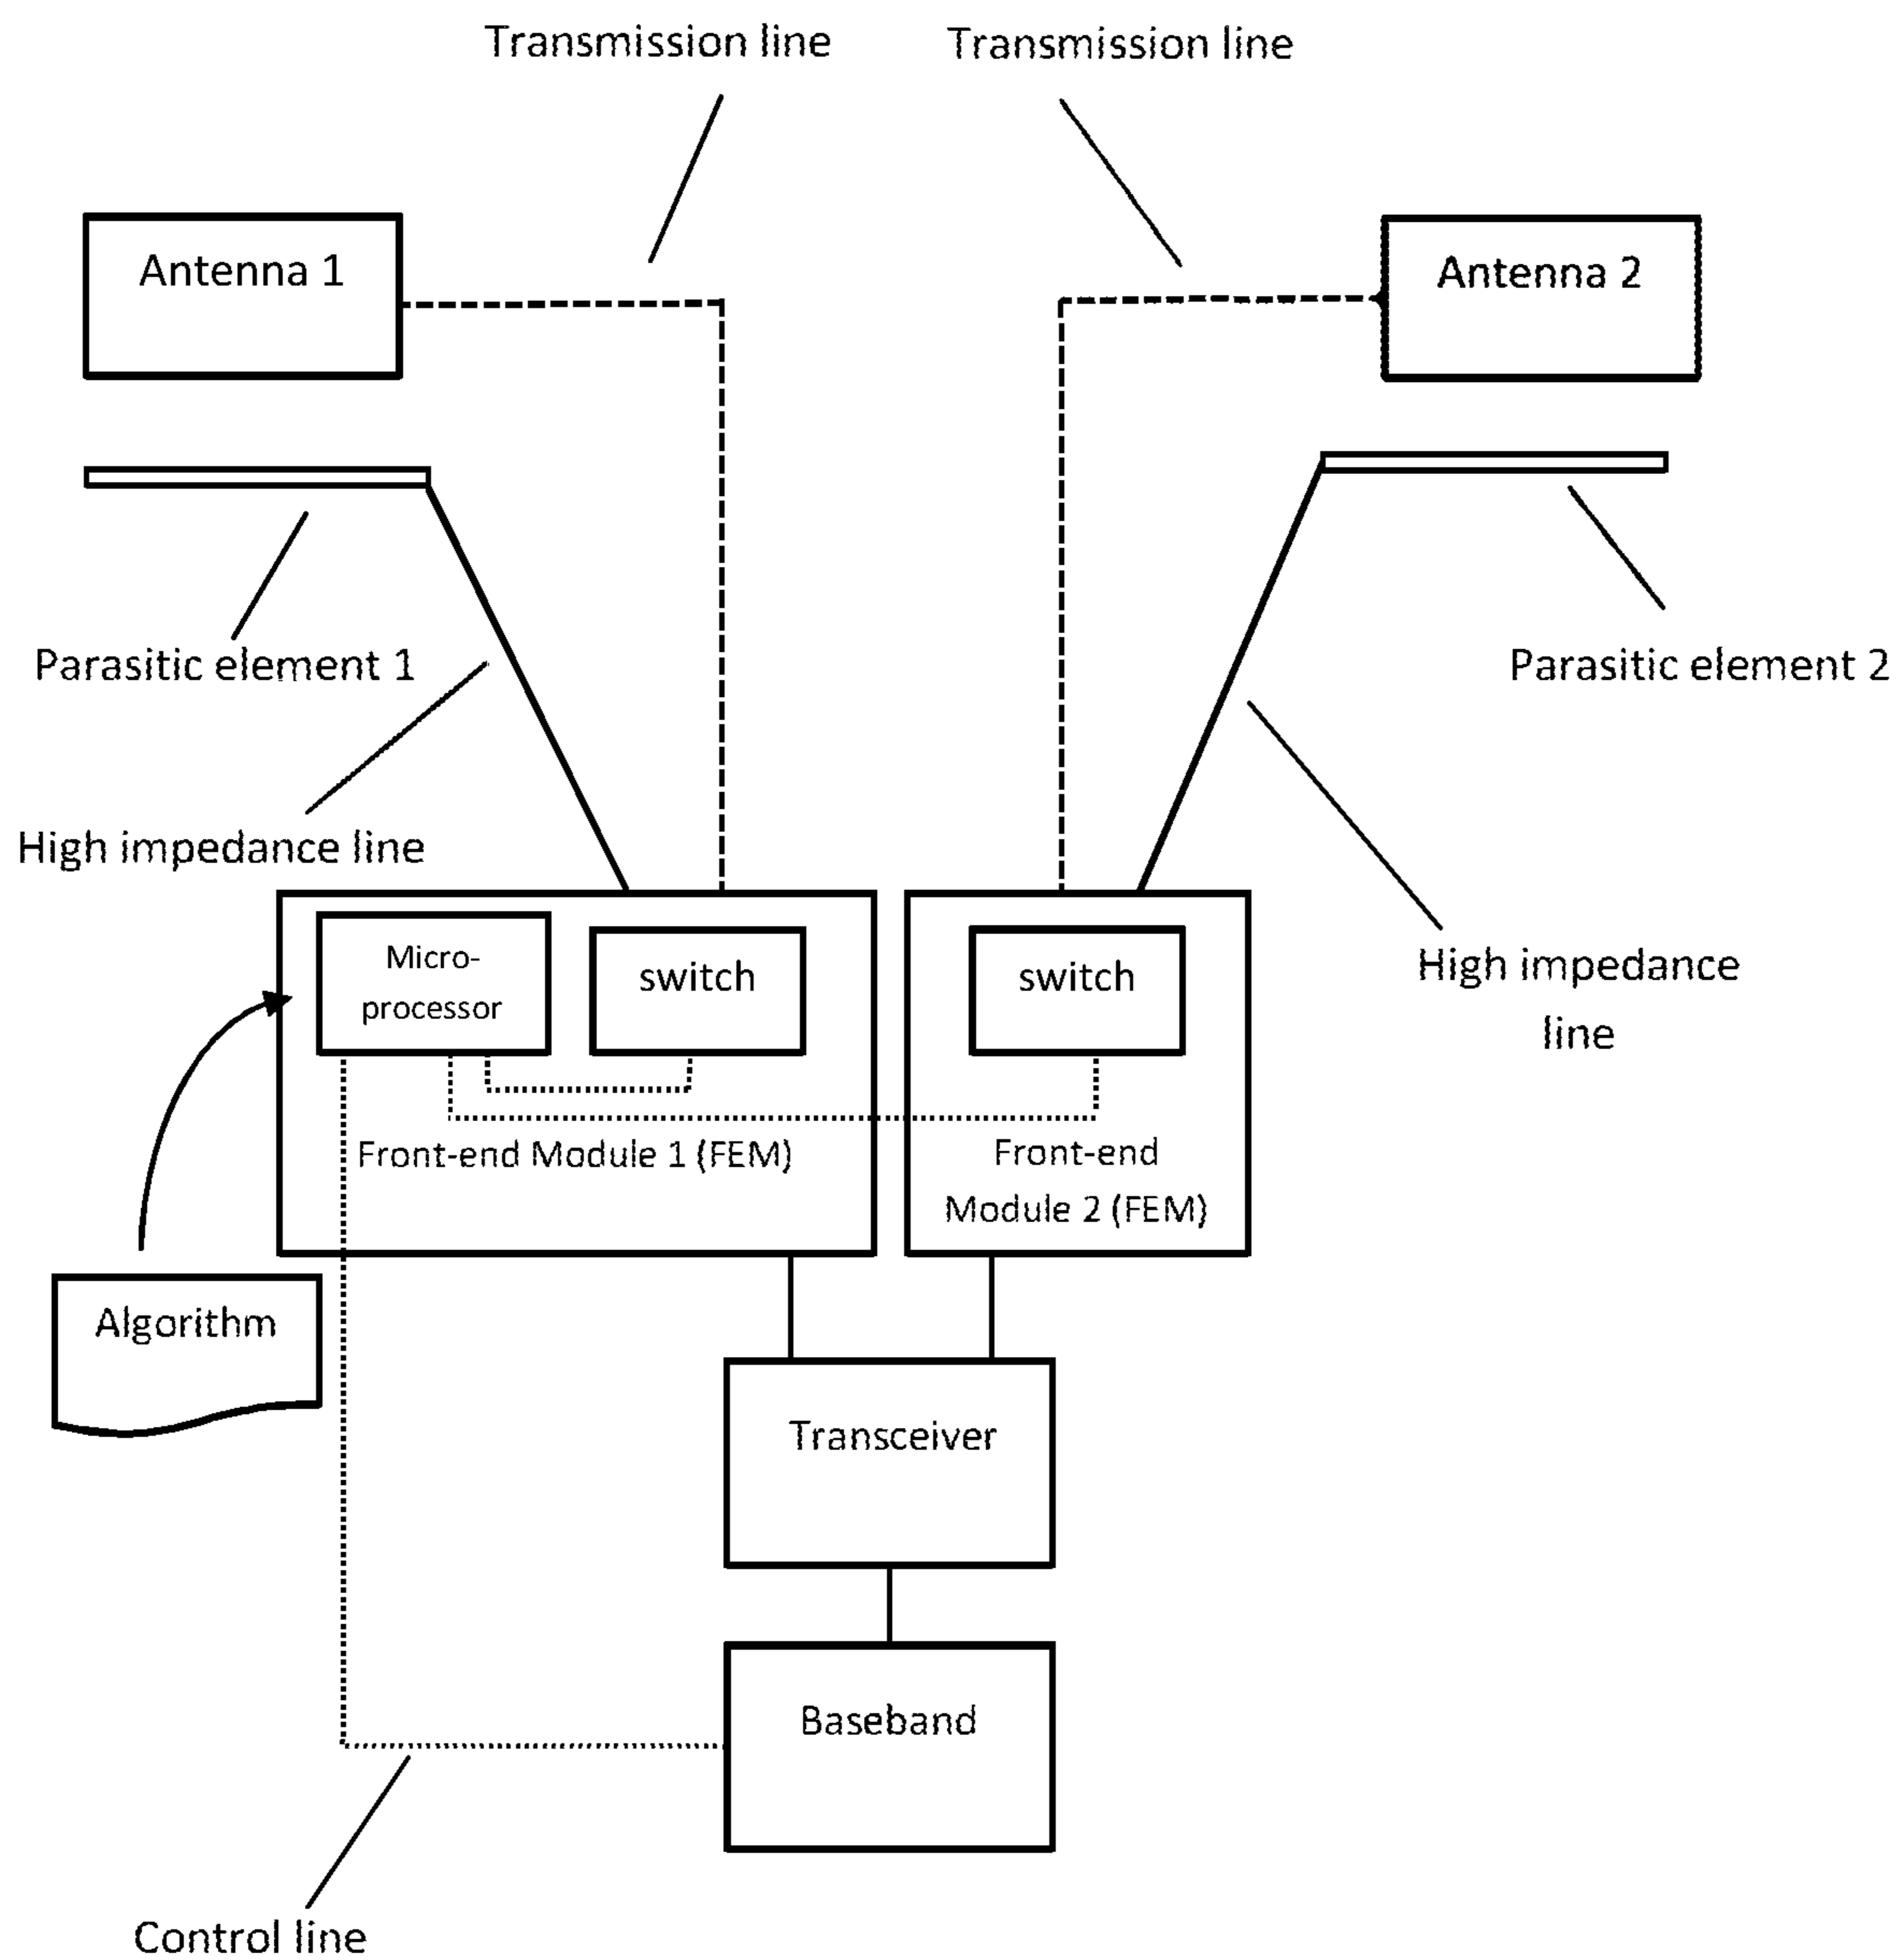 Transmission line
Transmission line
Antenna 1
Antenna 2
Parasitic element 1
Parasitic element 2
High impedance line
Micro-
processor
switch
switch
High impedance
line
Front-end Module 1 (FEM)
Front-end
Module 2 (FEM)
Algorithm
Transceiver
Baseband
Control line